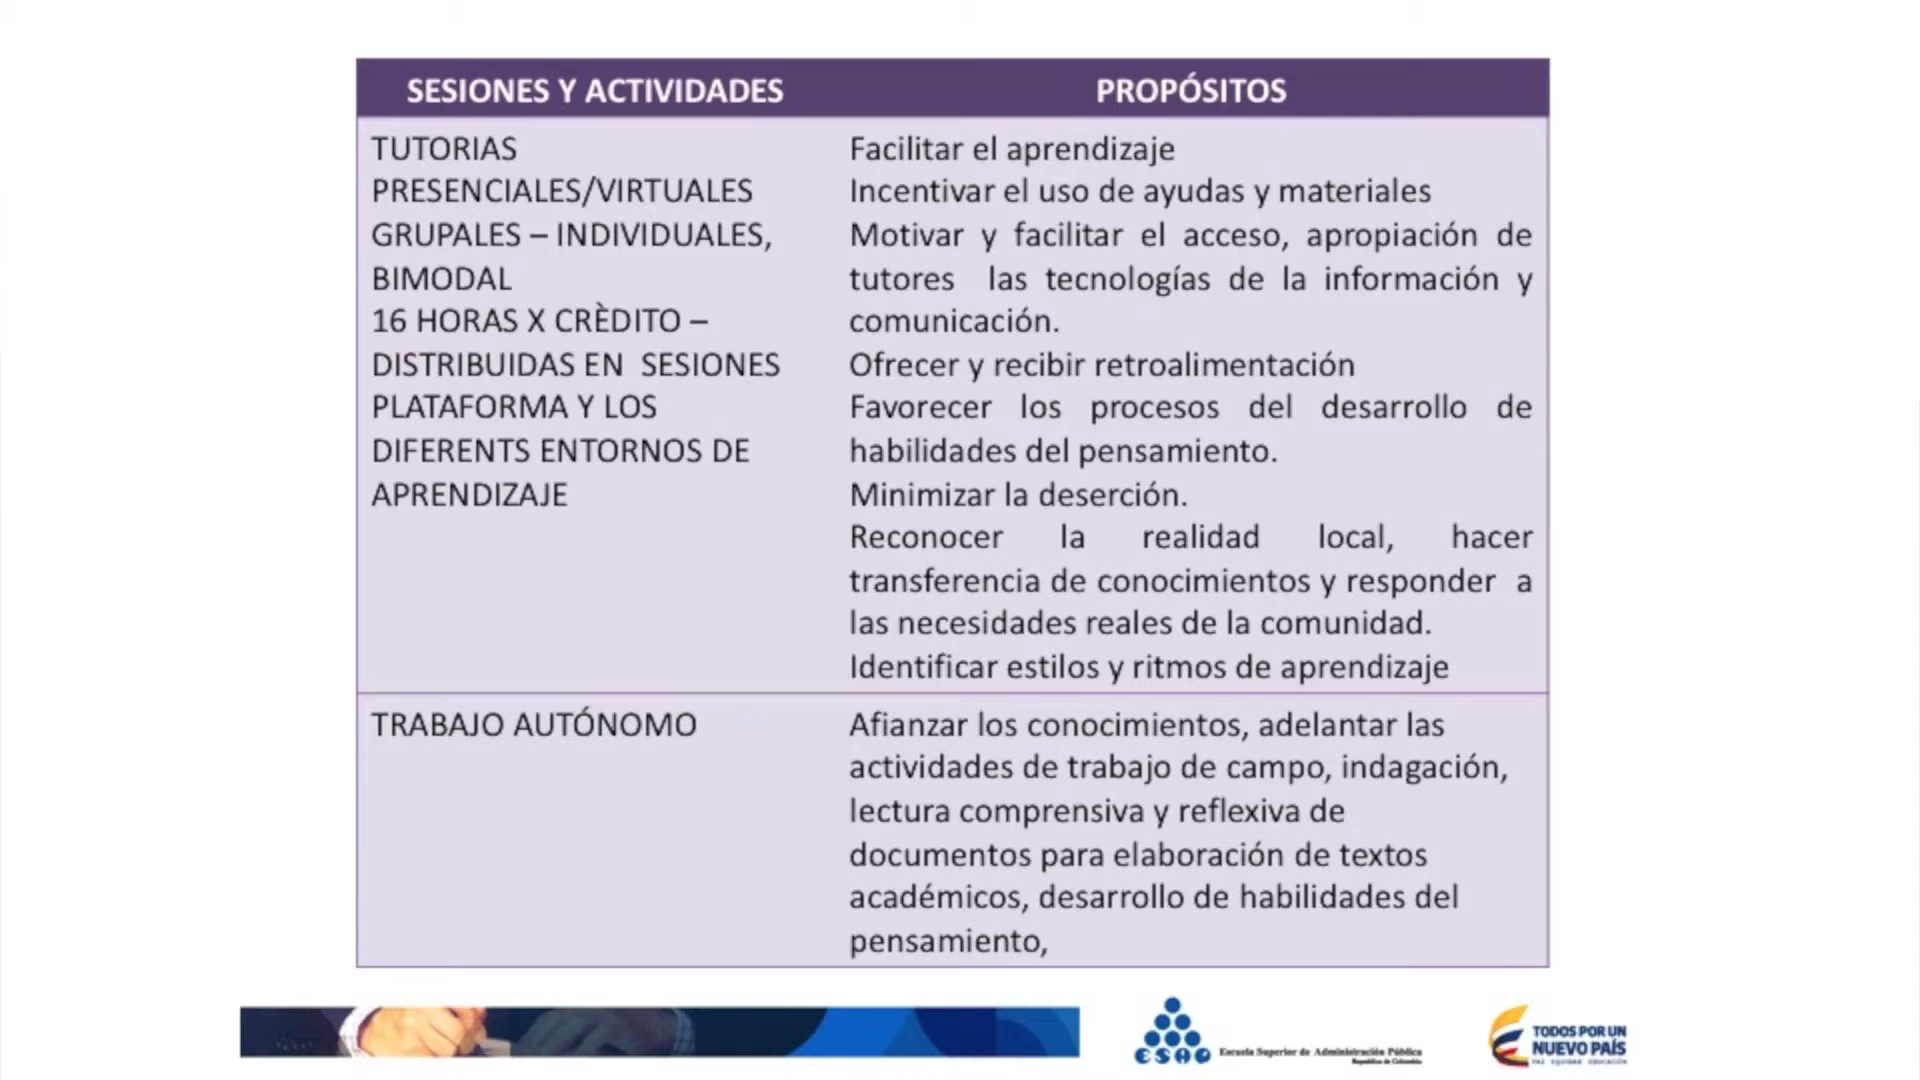 SESIONES Y ACTIVIDADES
PROPÓSITOS
TUTORIAS
PRESENCIALES/VIRTUALES
GRUPALES – INDIVIDUALES,
BIMODAL
16 HORAS X CRÈDITO –
DISTRIBUIDAS EN SESIONES
PLATAFORMA Y LOS
DIFERENTS ENTORNOS DE
APRENDIZAJE
Facilitar el aprendizaje
Incentivar el uso de ayudas y materiales
Motivar y facilitar el acceso, apropiación de
tutores las tecnologías de la información y
comunicación.
Ofrecer y recibir retroalimentación
Favorecer los procesos del desarrollo de
habilidades del pensamiento.
Minimizar la deserción.
Reconocer la realidad local, hacer
transferencia de conocimientos y responder a
las necesidades reales de la comunidad.
Identificar estilos y ritmos de aprendizaje
TRABAJO AUTÓNOMO
Afianzar los conocimientos, adelantar las
actividades de trabajo de campo, indagación,
lectura comprensiva y reflexiva de
documentos para elaboración de textos
académicos, desarrollo de habilidades del
pensamiento,
ESAP
Escuela Superior de Administración Pública
República de Colombia
TODOS POR UN
NUEVO PAÍS
PAZ EQUIDAD EDUCACIÓN